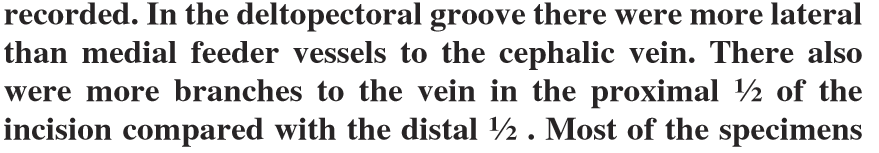 recorded. In the deltopectoral groove there were more lateral
than medial feeder vessels to the cephalic vein. There also
were more branches to the vein in the proximal ½ of the
incision compared with the distal ½ . Most of the specimens